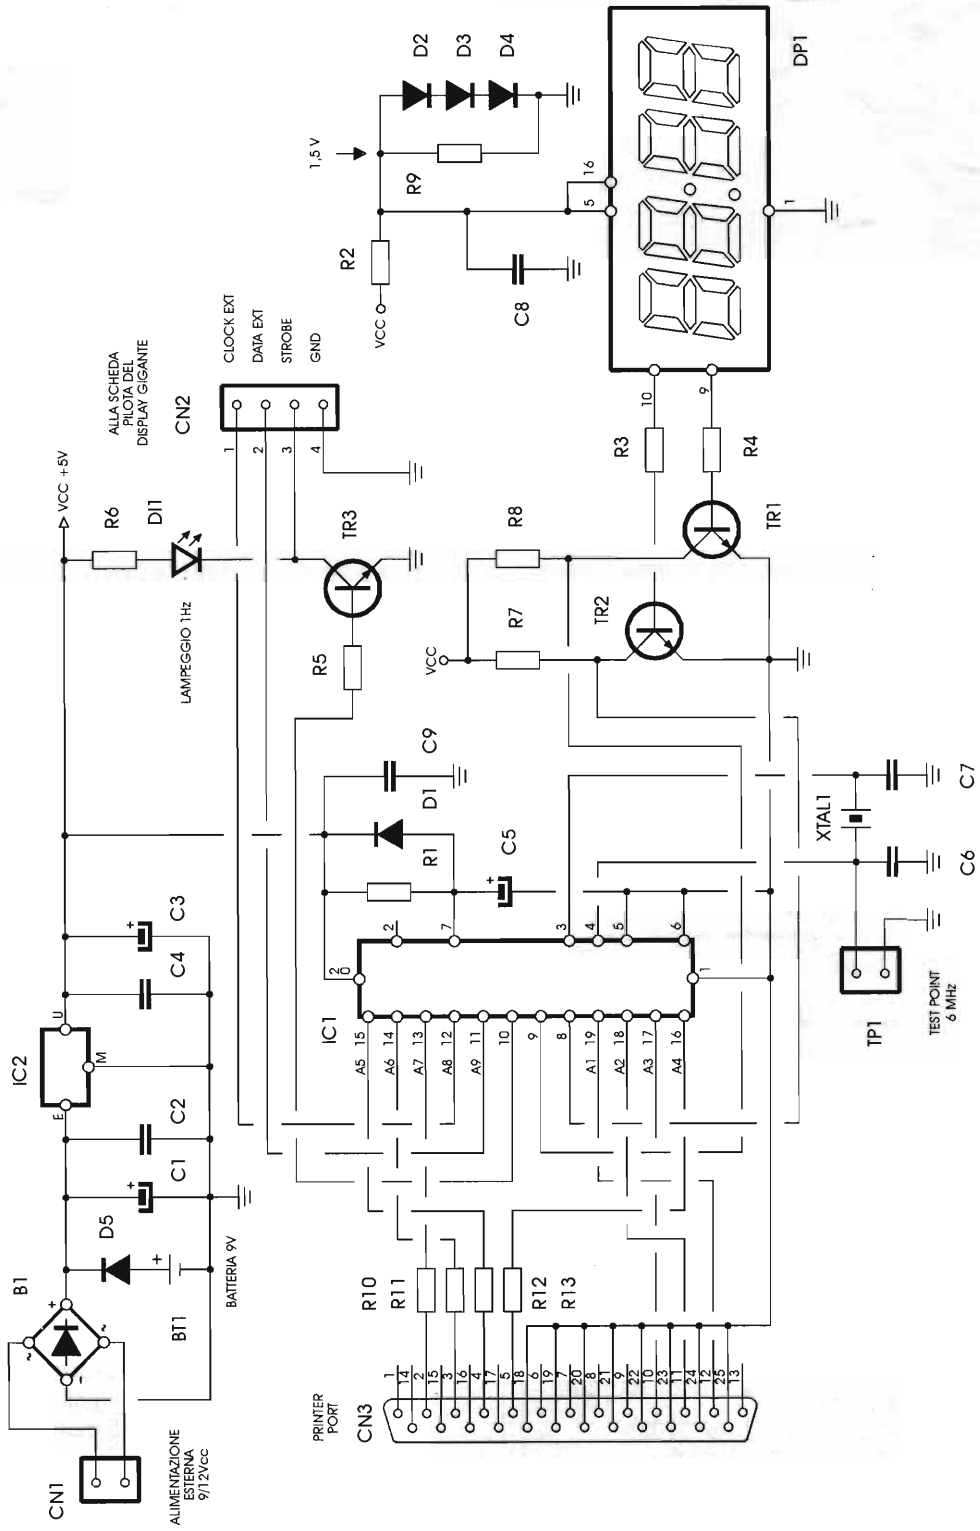 CN1
ALIMENTAZIONE
ESTERNA
9/12Vcc
B1
~
~
+
−
BT1
BATTERIA 9V
+
D5
C1
+
C2
IC2
E
M
U
C4
C3
+
VCC +5V
R6
DI1
LAMPEGGIO 1Hz
ALLA SCHEDA
PILOTA DEL
DISPLAY GIGANTE
CN2
1
2
3
4
CLOCK EXT
DATA EXT
STROBE
GND
TR3
R5
C9
D1
R1
C5
+
IC1
20
2
7
3
4
5
6
1
A5 15
A6 14
A7 13
A8 12
A9 11
10
9
8
A1 19
A2 18
A3 17
A4 16
VCC
R2
C8
1,5 V
R9
D2
D3
D4
5
16
DP1
1
10
9
R3
R4
R8
R7
TR2
TR1
VCC
XTAL1
C7
C6
TP1
TEST POINT
6 MHz
R10
R11
R12
R13
PRINTER
PORT
CN3
1
14
2
15
3
16
4
17
5
18
6
19
7
20
8
21
9
22
10
23
11
24
12
25
13